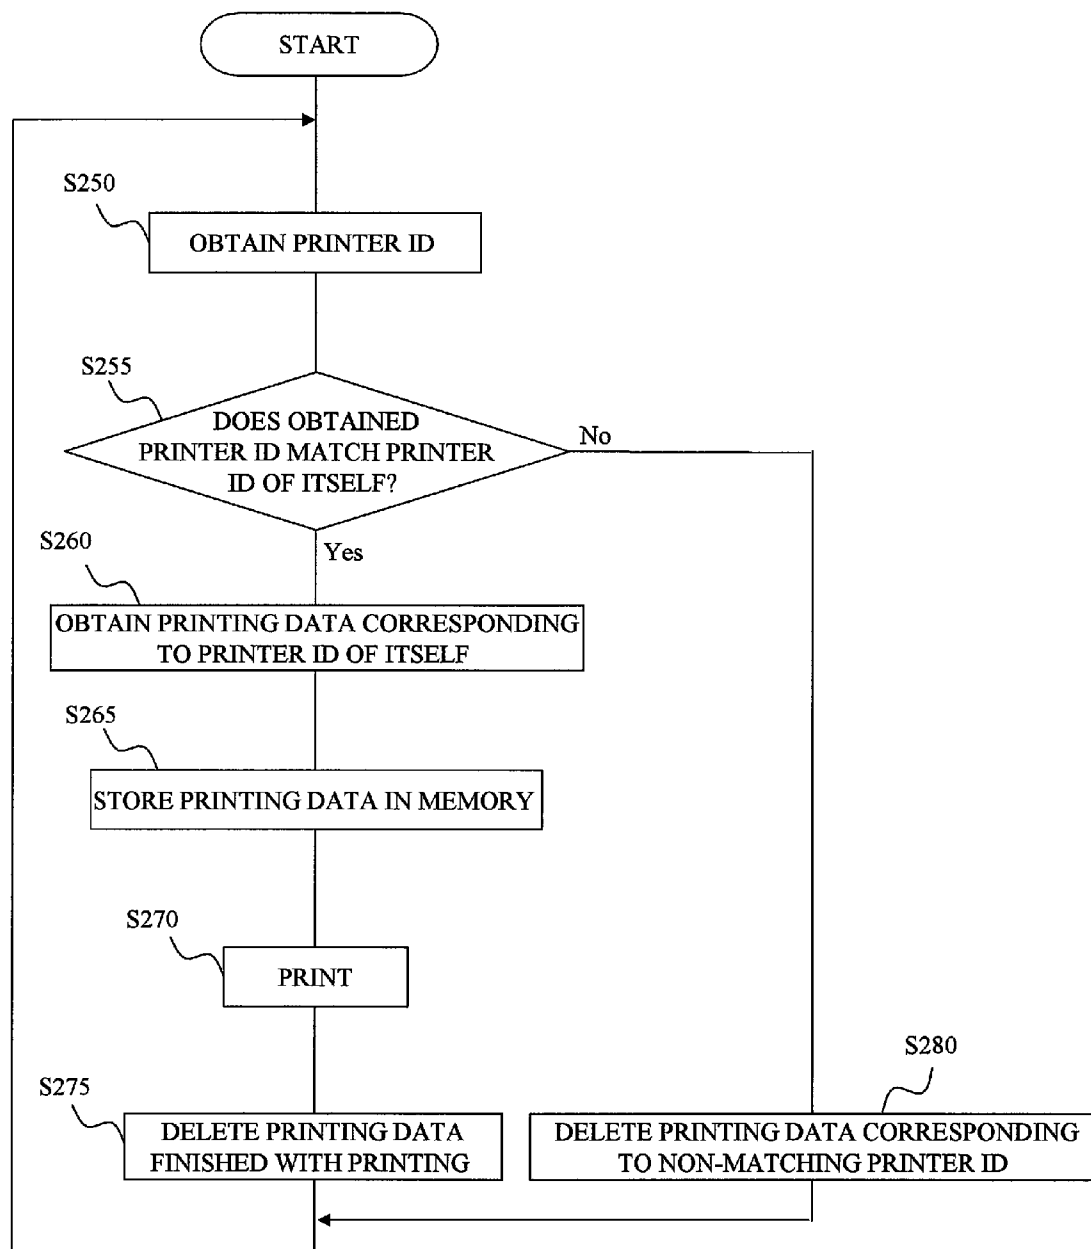 START
S250
OBTAIN PRINTER ID
S255
DOES OBTAINED
PRINTER ID MATCH PRINTER
ID OF ITSELF?
No
Yes
S260
OBTAIN PRINTING DATA CORRESPONDING
TO PRINTER ID OF ITSELF
S265
STORE PRINTING DATA IN MEMORY
S270
PRINT
S275
DELETE PRINTING DATA
FINISHED WITH PRINTING
S280
DELETE PRINTING DATA CORRESPONDING
TO NON-MATCHING PRINTER ID